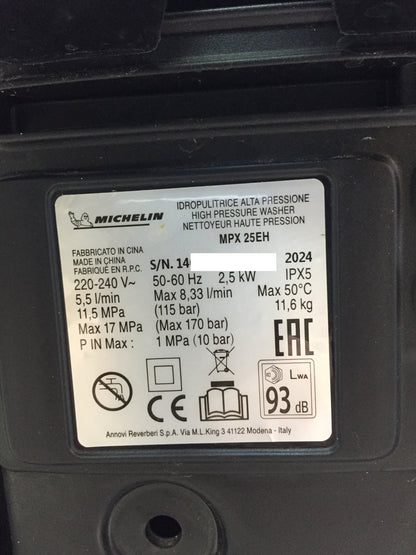 MICHELIN
IDROPULITRICE ALTA PRESSIONE
HIGH PRESSURE WASHER
NETTOYEUR HAUTE PRESSION
MPX 25EH
FABBRICATO IN CINA
MADE IN CHINA
FABRIQUÉ EN R.P.C.
S/N. 14 2024
220-240 V~ 50-60 Hz 2,5 kW IPX5
5,5 l/min Max 8,33 l/min Max 50°C
11,5 MPa (115 bar) 11,6 kg
Max 17 MPa (Max 170 bar)
P IN Max : 1 MPa (10 bar)
EAC
CE
LWA
93 dB
Annovi Reverberi S.p.A. Via M.L.King 3 41122 Modena - Italy